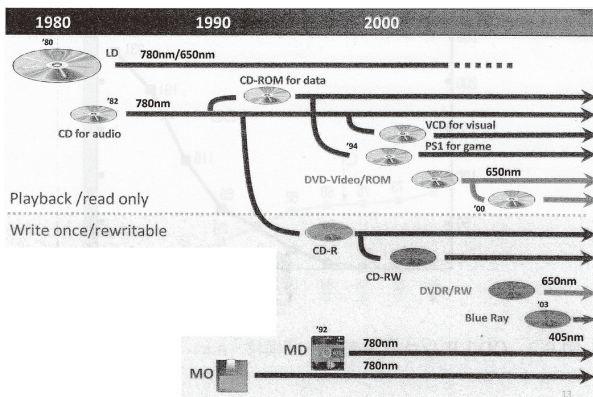 1980 1990 2000
'80
LD 780nm/650nm
CD-ROM for data
'82 780nm
CD for audio
VCD for visual
'94 PS1 for game
DVD-Video/ROM 650nm
'00
Playback /read only
Write once/rewritable
CD-R
CD-RW
DVDR/RW 650nm
'03
Blue Ray
405nm
'92
MD 780nm
MO 780nm
13